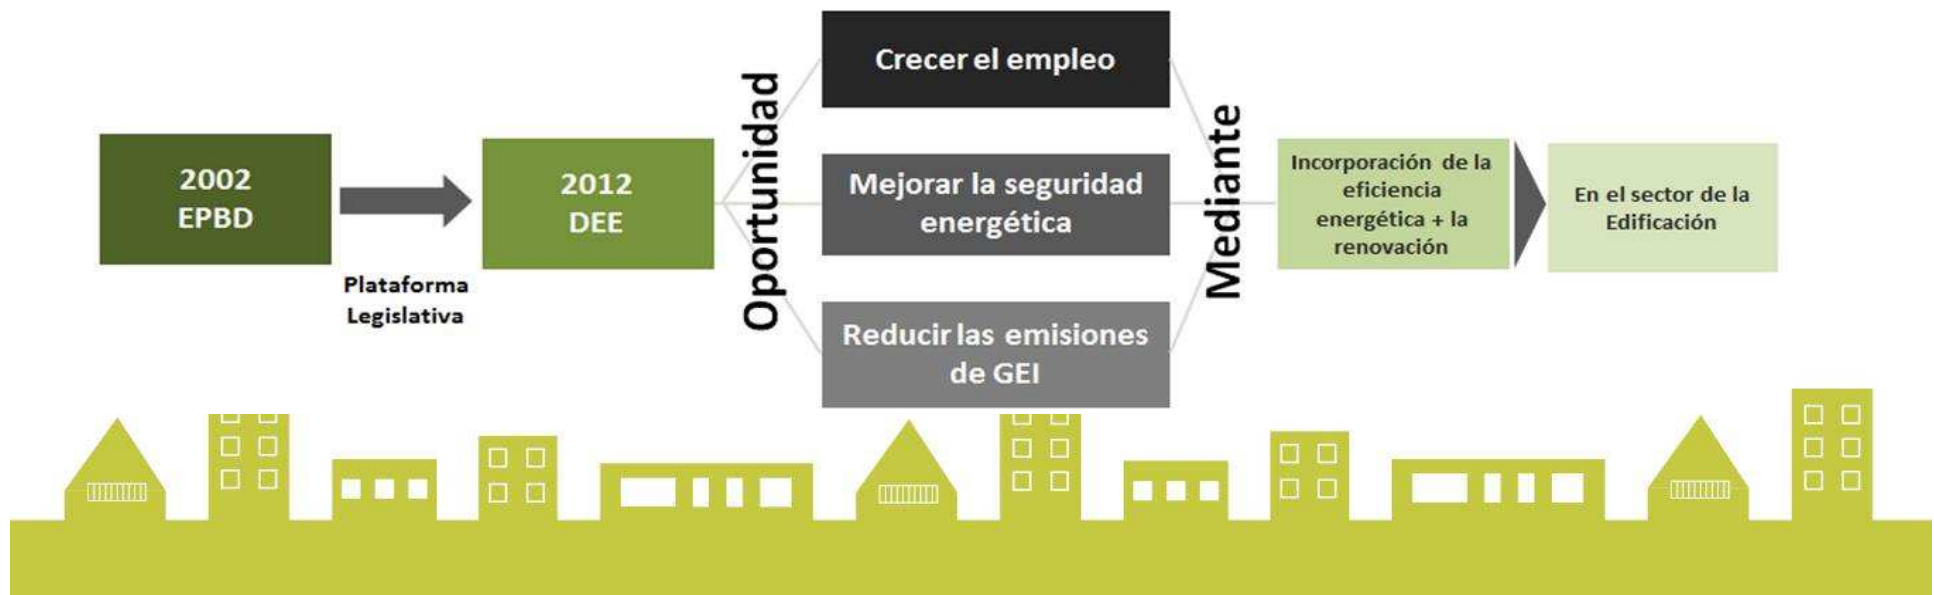 2002
EPBD
Plataforma
Legislativa
2012
DEE
Oportunidad
Crecer el empleo
Mejorar la seguridad
energética
Reducir las emisiones
de GEI
Mediante
Incorporación de la
eficiencia
energética + la
renovación
En el sector de la
Edificación